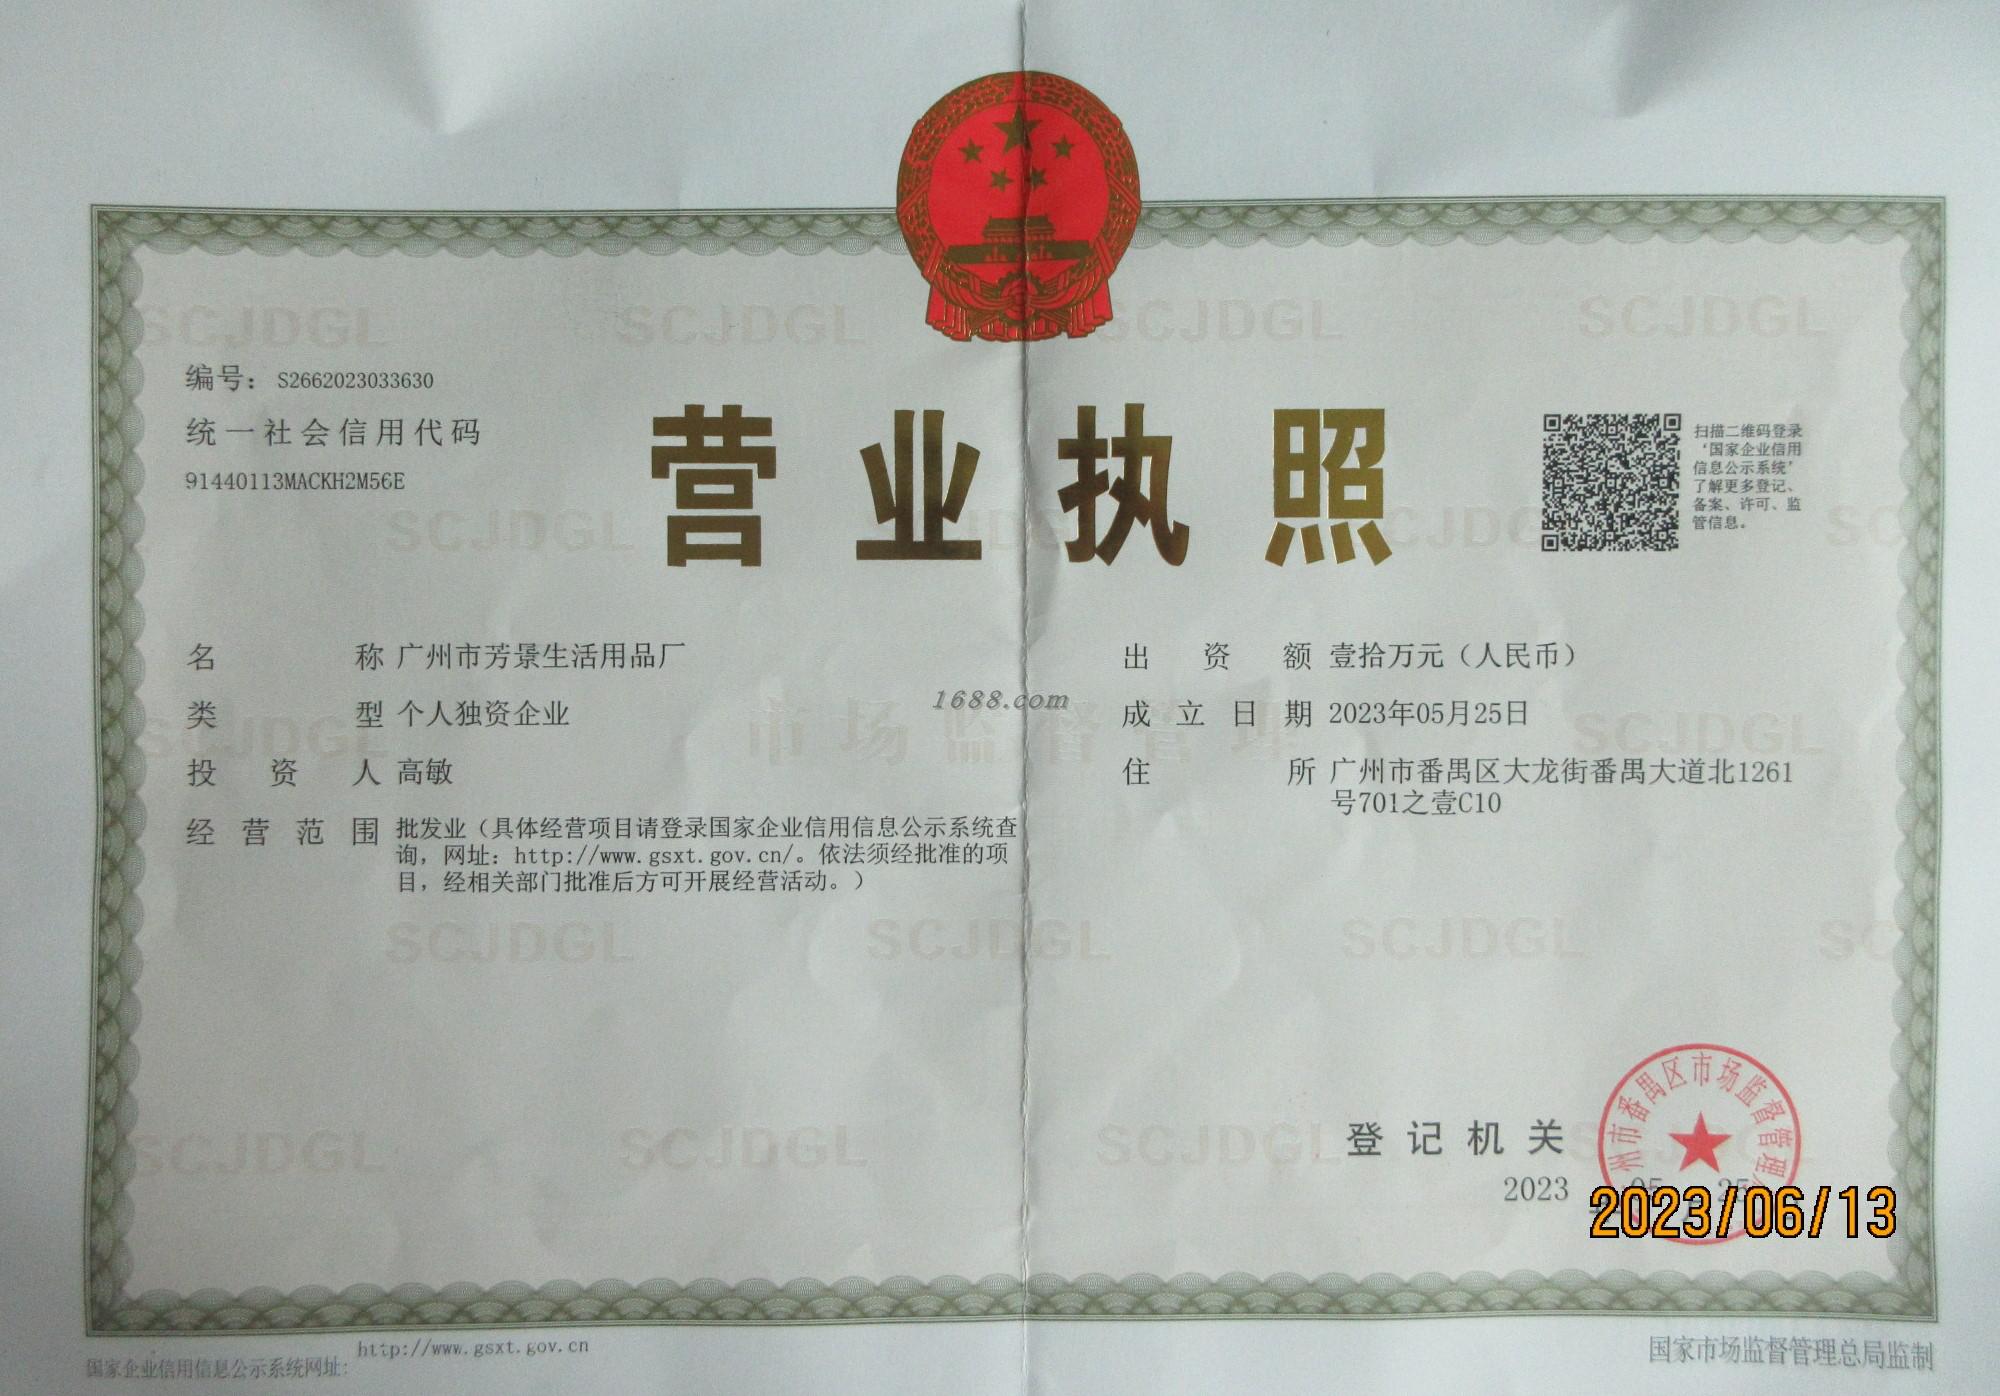 编号： S2662023033630
统一社会信用代码
91440113MACKH2M56E
营业执照
扫描二维码登录
‘国家企业信用
信息公示系统’
了解更多登记、
备案、许可、监
管信息。
名称 广州市芳景生活用品厂
类型 个人独资企业
投资人 高敏
经营范围 批发业（具体经营项目请登录国家企业信用信息公示系统查
询，网址：http://www.gsxt.gov.cn/。依法须经批准的项
目，经相关部门批准后方可开展经营活动。）
出资额 壹拾万元（人民币）
成立日期 2023年05月25日
住所 广州市番禺区大龙街番禺大道北1261
号701之壹C10
1688.com
市场监督管理
SCJDGL
登记机关
州市番禺区市场监督管理
2023 05 25
2023/06/13
国家企业信用信息公示系统网址：
http://www.gsxt.gov.cn
国家市场监督管理总局监制